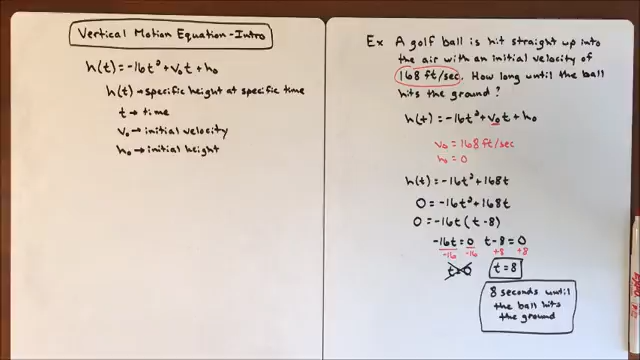 Vertical Motion Equation-Intro
h(t)=-16t²+v₀t+h₀
h(t)→specific height at specific time
t→time
v₀→initial velocity
h₀→initial height
Ex A golf ball is hit straight up into
the air with an initial velocity of
168 ft/sec. How long until the ball
hits the ground?
h(t)=-16t²+v₀t+h₀
v₀=168ft/sec
h₀=0
h(t)=-16t²+168t
0=-16t²+168t
0=-16t(t-8)
-16t=0 t-8=0
-16 -16 +8 +8
t=0 t=8
8 seconds until
the ball hits
the ground